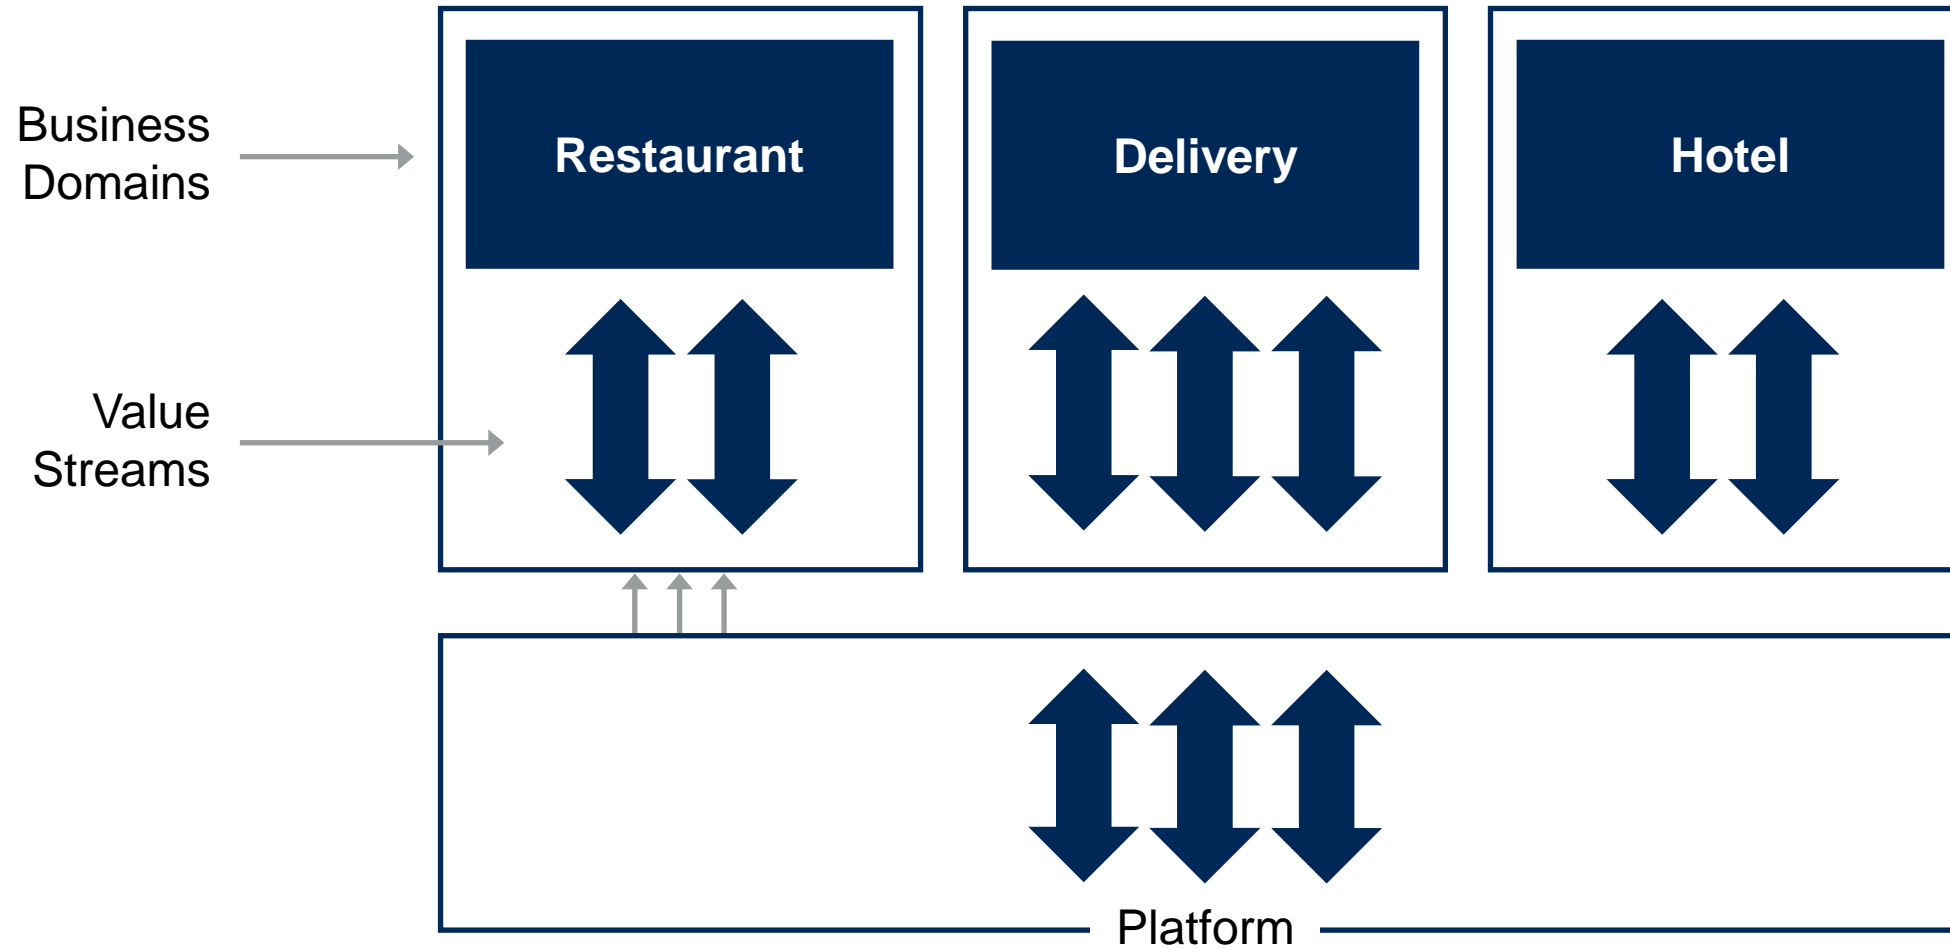 Business
Domains
Restaurant
Delivery
Hotel
Value
Streams
Platform